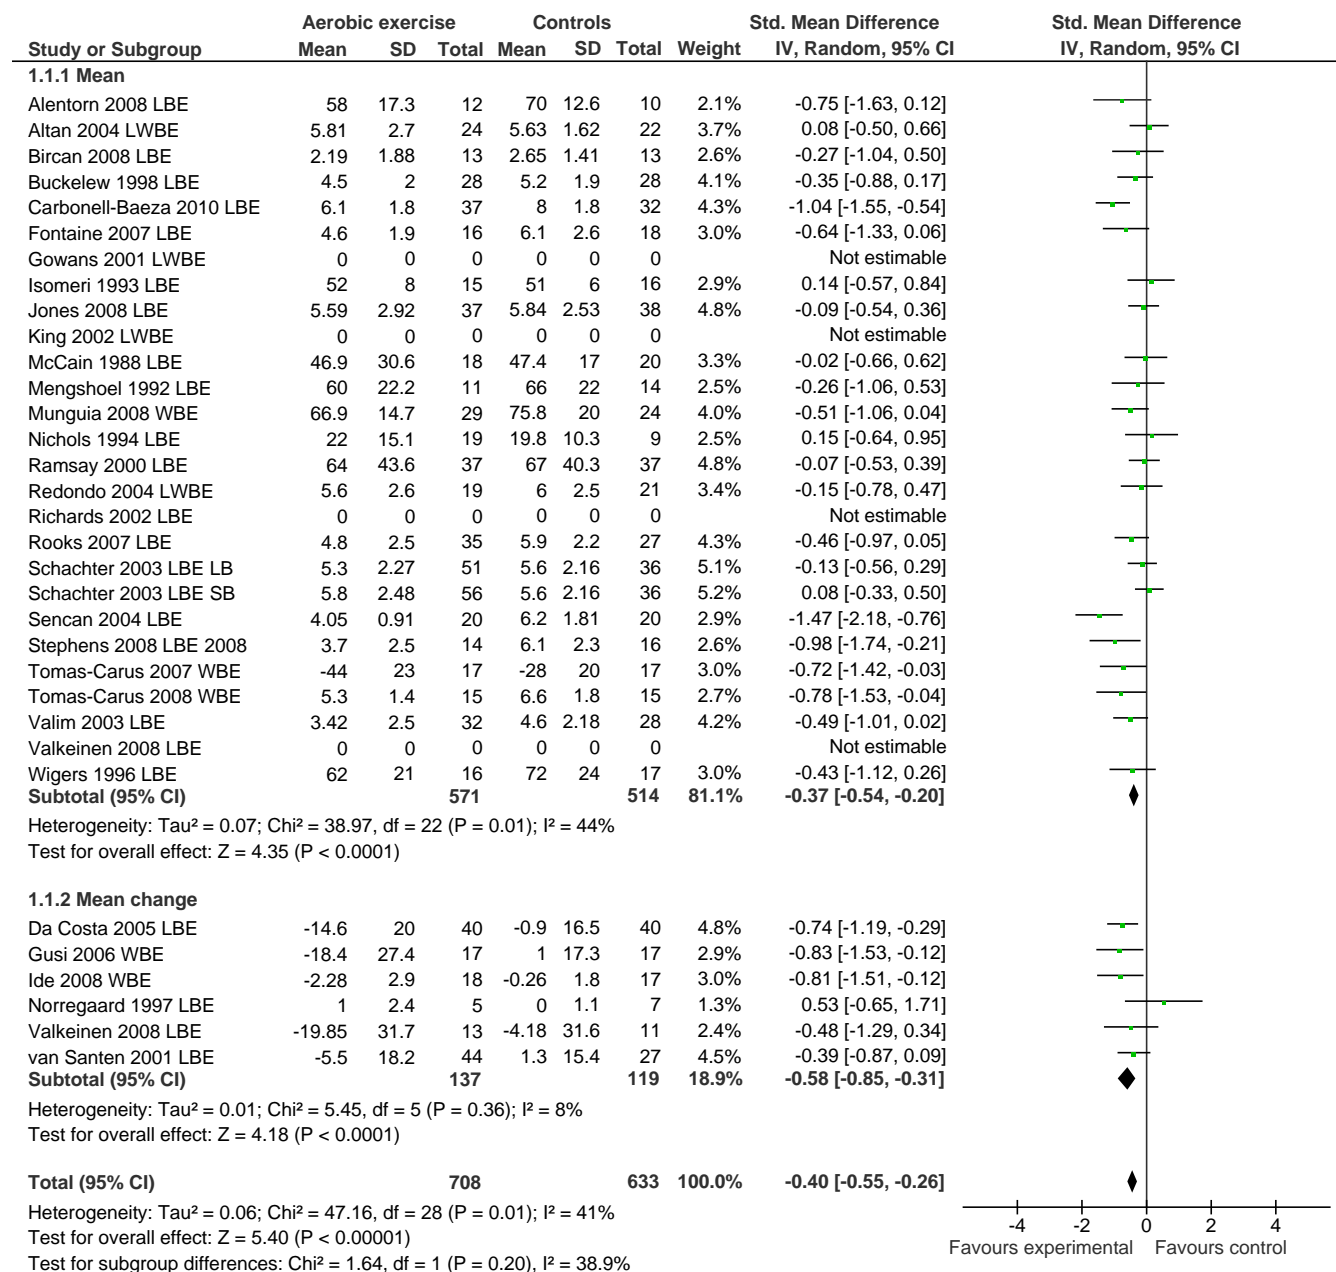 Aerobic exercise Controls Std. Mean Difference Std. Mean Difference
Study or Subgroup Mean SD Total Mean SD Total Weight IV, Random, 95% CI IV, Random, 95% CI
1.1.1 Mean
Alentorn 2008 LBE 58 17.3 12 70 12.6 10 2.1% -0.75 [-1.63, 0.12]
Altan 2004 LWBE 5.81 2.7 24 5.63 1.62 22 3.7% 0.08 [-0.50, 0.66]
Bircan 2008 LBE 2.19 1.88 13 2.65 1.41 13 2.6% -0.27 [-1.04, 0.50]
Buckelew 1998 LBE 4.5 2 28 5.2 1.9 28 4.1% -0.35 [-0.88, 0.17]
Carbonell-Baeza 2010 LBE 6.1 1.8 37 8 1.8 32 4.3% -1.04 [-1.55, -0.54]
Fontaine 2007 LBE 4.6 1.9 16 6.1 2.6 18 3.0% -0.64 [-1.33, 0.06]
Gowans 2001 LWBE 0 0 0 0 0 0 Not estimable
Isomeri 1993 LBE 52 8 15 51 6 16 2.9% 0.14 [-0.57, 0.84]
Jones 2008 LBE 5.59 2.92 37 5.84 2.53 38 4.8% -0.09 [-0.54, 0.36]
King 2002 LWBE 0 0 0 0 0 0 Not estimable
McCain 1988 LBE 46.9 30.6 18 47.4 17 20 3.3% -0.02 [-0.66, 0.62]
Mengshoel 1992 LBE 60 22.2 11 66 22 14 2.5% -0.26 [-1.06, 0.53]
Munguia 2008 WBE 66.9 14.7 29 75.8 20 24 4.0% -0.51 [-1.06, 0.04]
Nichols 1994 LBE 22 15.1 19 19.8 10.3 9 2.5% 0.15 [-0.64, 0.95]
Ramsay 2000 LBE 64 43.6 37 67 40.3 37 4.8% -0.07 [-0.53, 0.39]
Redondo 2004 LWBE 5.6 2.6 19 6 2.5 21 3.4% -0.15 [-0.78, 0.47]
Richards 2002 LBE 0 0 0 0 0 0 Not estimable
Rooks 2007 LBE 4.8 2.5 35 5.9 2.2 27 4.3% -0.46 [-0.97, 0.05]
Schachter 2003 LBE LB 5.3 2.27 51 5.6 2.16 36 5.1% -0.13 [-0.56, 0.29]
Schachter 2003 LBE SB 5.8 2.48 56 5.6 2.16 36 5.2% 0.08 [-0.33, 0.50]
Sencan 2004 LBE 4.05 0.91 20 6.2 1.81 20 2.9% -1.47 [-2.18, -0.76]
Stephens 2008 LBE 2008 3.7 2.5 14 6.1 2.3 16 2.6% -0.98 [-1.74, -0.21]
Tomas-Carus 2007 WBE -44 23 17 -28 20 17 3.0% -0.72 [-1.42, -0.03]
Tomas-Carus 2008 WBE 5.3 1.4 15 6.6 1.8 15 2.7% -0.78 [-1.53, -0.04]
Valim 2003 LBE 3.42 2.5 32 4.6 2.18 28 4.2% -0.49 [-1.01, 0.02]
Valkeinen 2008 LBE 0 0 0 0 0 0 Not estimable
Wigers 1996 LBE 62 21 16 72 24 17 3.0% -0.43 [-1.12, 0.26]
Subtotal (95% CI) 571 514 81.1% -0.37 [-0.54, -0.20]
Heterogeneity: Tau² = 0.07; Chi² = 38.97, df = 22 (P = 0.01); I² = 44%
Test for overall effect: Z = 4.35 (P < 0.0001)
1.1.2 Mean change
Da Costa 2005 LBE -14.6 20 40 -0.9 16.5 40 4.8% -0.74 [-1.19, -0.29]
Gusi 2006 WBE -18.4 27.4 17 1 17.3 17 2.9% -0.83 [-1.53, -0.12]
Ide 2008 WBE -2.28 2.9 18 -0.26 1.8 17 3.0% -0.81 [-1.51, -0.12]
Norregaard 1997 LBE 1 2.4 5 0 1.1 7 1.3% 0.53 [-0.65, 1.71]
Valkeinen 2008 LBE -19.85 31.7 13 -4.18 31.6 11 2.4% -0.48 [-1.29, 0.34]
van Santen 2001 LBE -5.5 18.2 44 1.3 15.4 27 4.5% -0.39 [-0.87, 0.09]
Subtotal (95% CI) 137 119 18.9% -0.58 [-0.85, -0.31]
Heterogeneity: Tau² = 0.01; Chi² = 5.45, df = 5 (P = 0.36); I² = 8%
Test for overall effect: Z = 4.18 (P < 0.0001)
Total (95% CI) 708 633 100.0% -0.40 [-0.55, -0.26]
Heterogeneity: Tau² = 0.06; Chi² = 47.16, df = 28 (P = 0.01); I² = 41%
Test for overall effect: Z = 5.40 (P < 0.00001)
Test for subgroup differences: Chi² = 1.64, df = 1 (P = 0.20), I² = 38.9%
-4 -2 0 2 4
Favours experimental Favours control